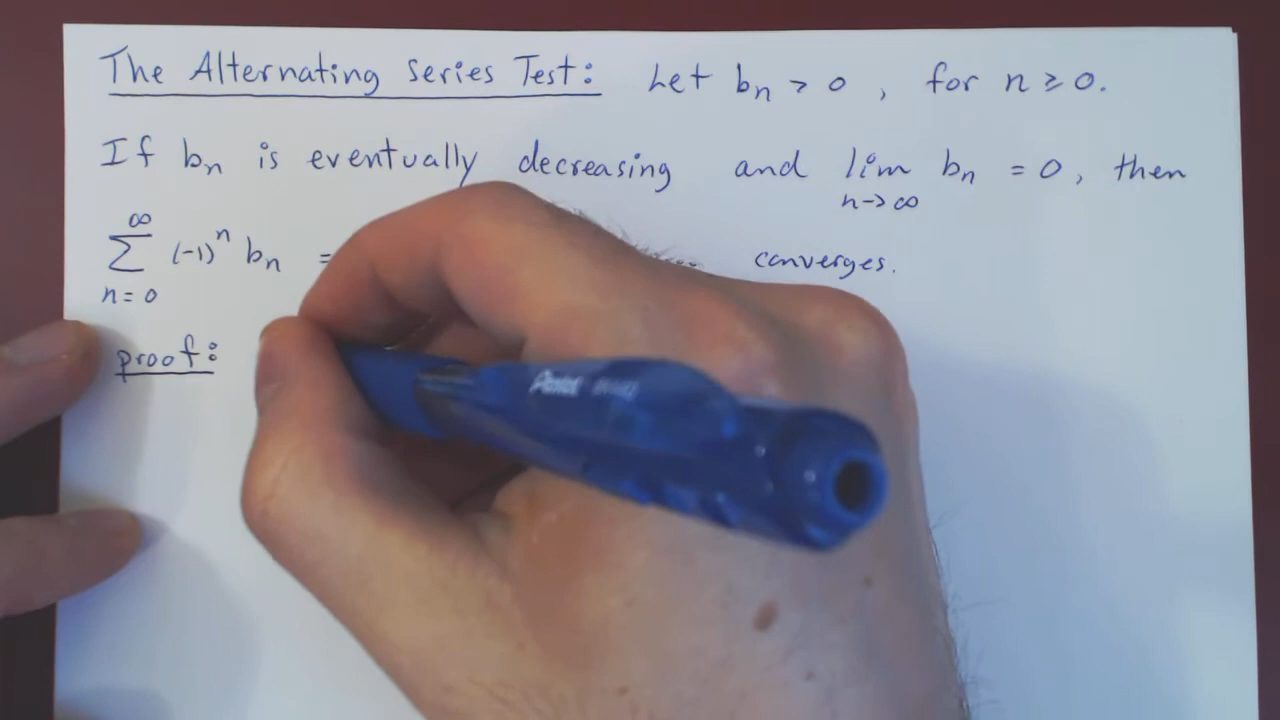 The Alternating Series Test: Let bn > 0 , for n ≥ 0.
If bn is eventually decreasing and lim bn = 0, then
n→∞
∞
∑ (-1)^n bn = ... converges.
n = 0
proof:
Pentel